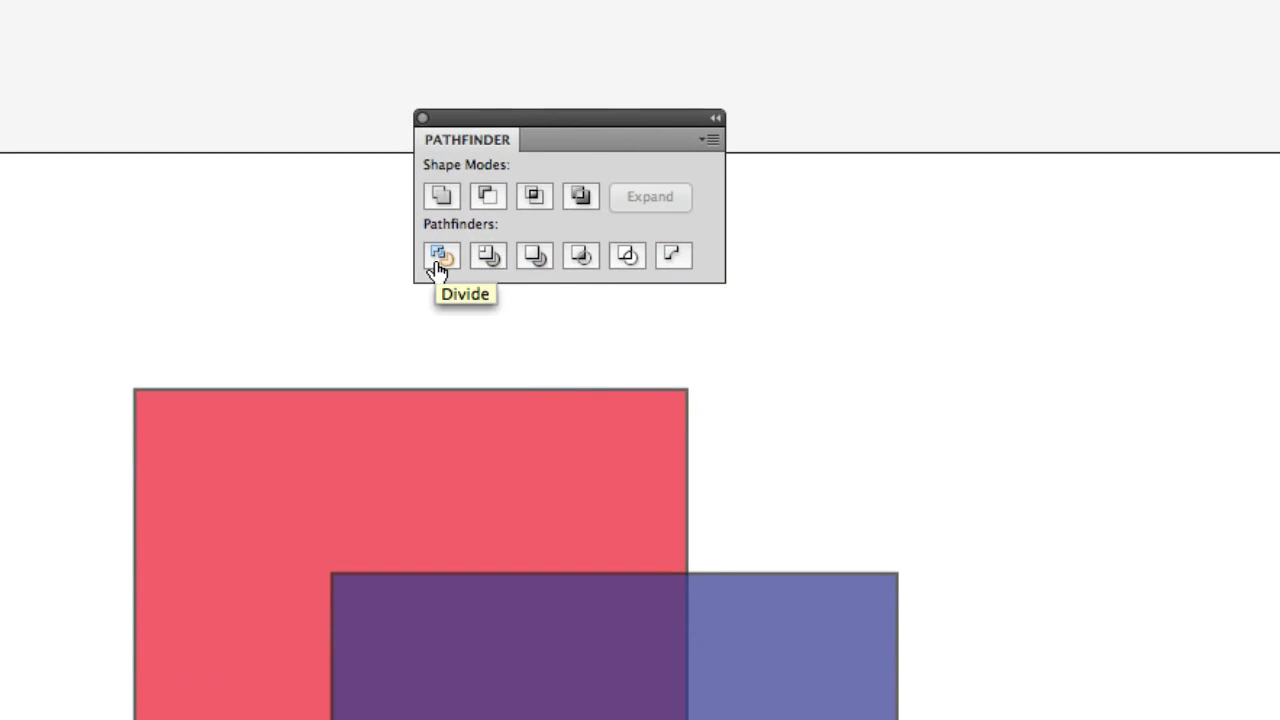 PATHFINDER
Shape Modes:
Expand
Pathfinders:
Divide